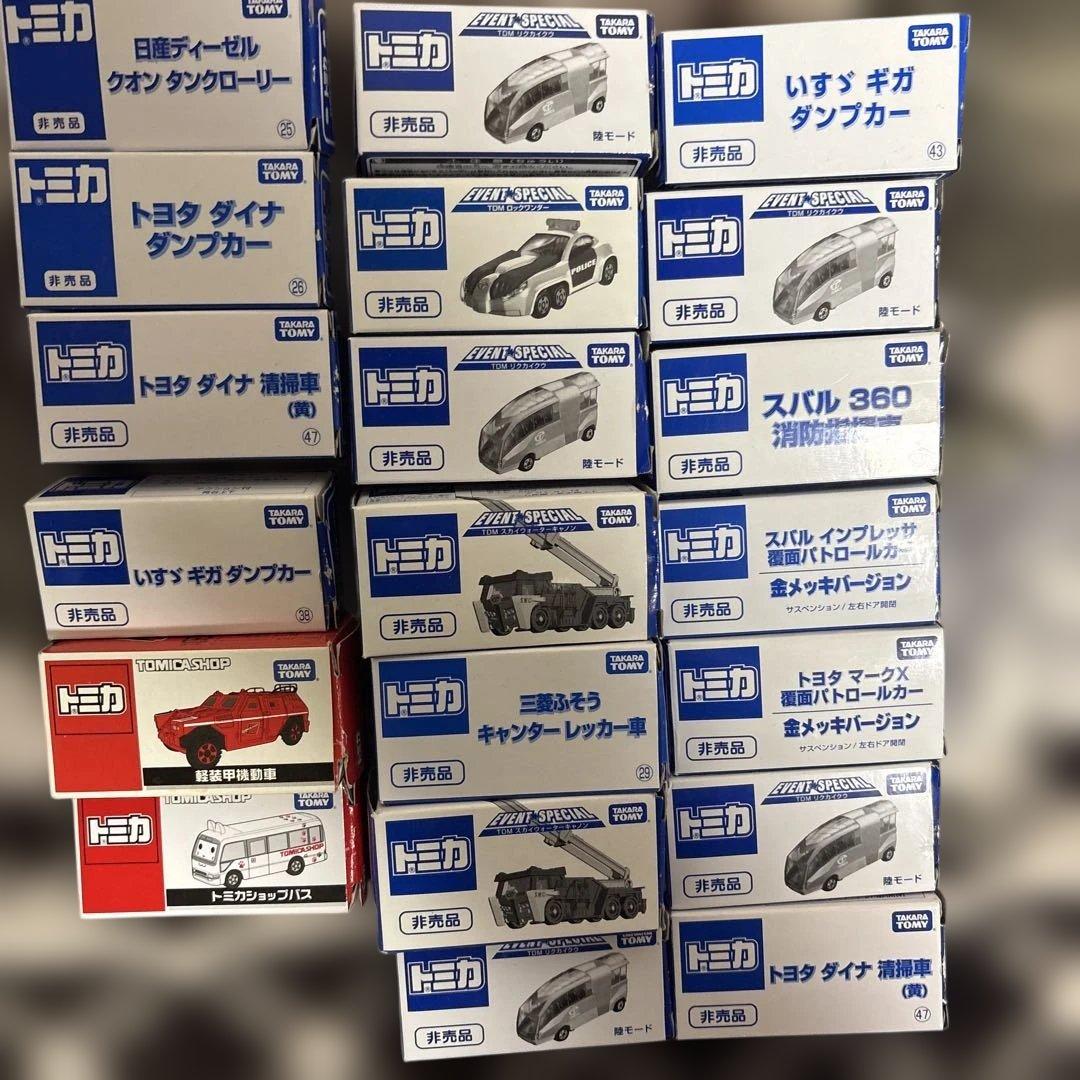 トミカ
TAKARA TOMY
日産ディーゼル
クオン タンクローリー
非売品
㉕
トミカ
TAKARA TOMY
トヨタ ダイナ
ダンプカー
非売品
㉖
トミカ
TAKARA TOMY
トヨタ ダイナ 清掃車
(黄)
非売品
㊼
トミカ
TAKARA TOMY
いすゞ ギガ ダンプカー
非売品
㊳
TOMICA SHOP
トミカ
TAKARA TOMY
軽装甲機動車
TOMICA SHOP
トミカ
TAKARA TOMY
TOMICASHOP
トミカショップバス
EVENT★SPECIAL
TDM リクカイクウ
トミカ
TAKARA TOMY
非売品
陸モード
EVENT★SPECIAL
TDM ロックワンダー
トミカ
TAKARA TOMY
POLICE
非売品
EVENT★SPECIAL
TDM リクカイクウ
トミカ
TAKARA TOMY
非売品
陸モード
EVENT★SPECIAL
TDM スカイウォーターキャノン
トミカ
TAKARA TOMY
非売品
トミカ
TAKARA TOMY
三菱ふそう
キャンター レッカー車
非売品
㉙
EVENT★SPECIAL
TDM スカイウォーターキャノン
トミカ
TAKARA TOMY
非売品
EVENT★SPECIAL
TDM リクカイクウ
トミカ
TOMY
非売品
陸モード
トミカ
TAKARA TOMY
いすゞ ギガ
ダンプカー
非売品
㊸
EVENT★SPECIAL
TDM リクカイクウ
トミカ
TAKARA TOMY
非売品
陸モード
トミカ
TAKARA TOMY
スバル 360
消防指揮車
非売品
トミカ
TAKARA TOMY
スバル インプレッサ
覆面パトロールカー
金メッキバージョン
サスペンション/左右ドア開閉
非売品
トミカ
TAKARA TOMY
トヨタ マークX
覆面パトロールカー
金メッキバージョン
サスペンション/左右ドア開閉
非売品
EVENT★SPECIAL
TDM リクカイクウ
トミカ
TAKARA TOMY
非売品
陸モード
トミカ
TAKARA TOMY
トヨタ ダイナ 清掃車
(黄)
非売品
㊼